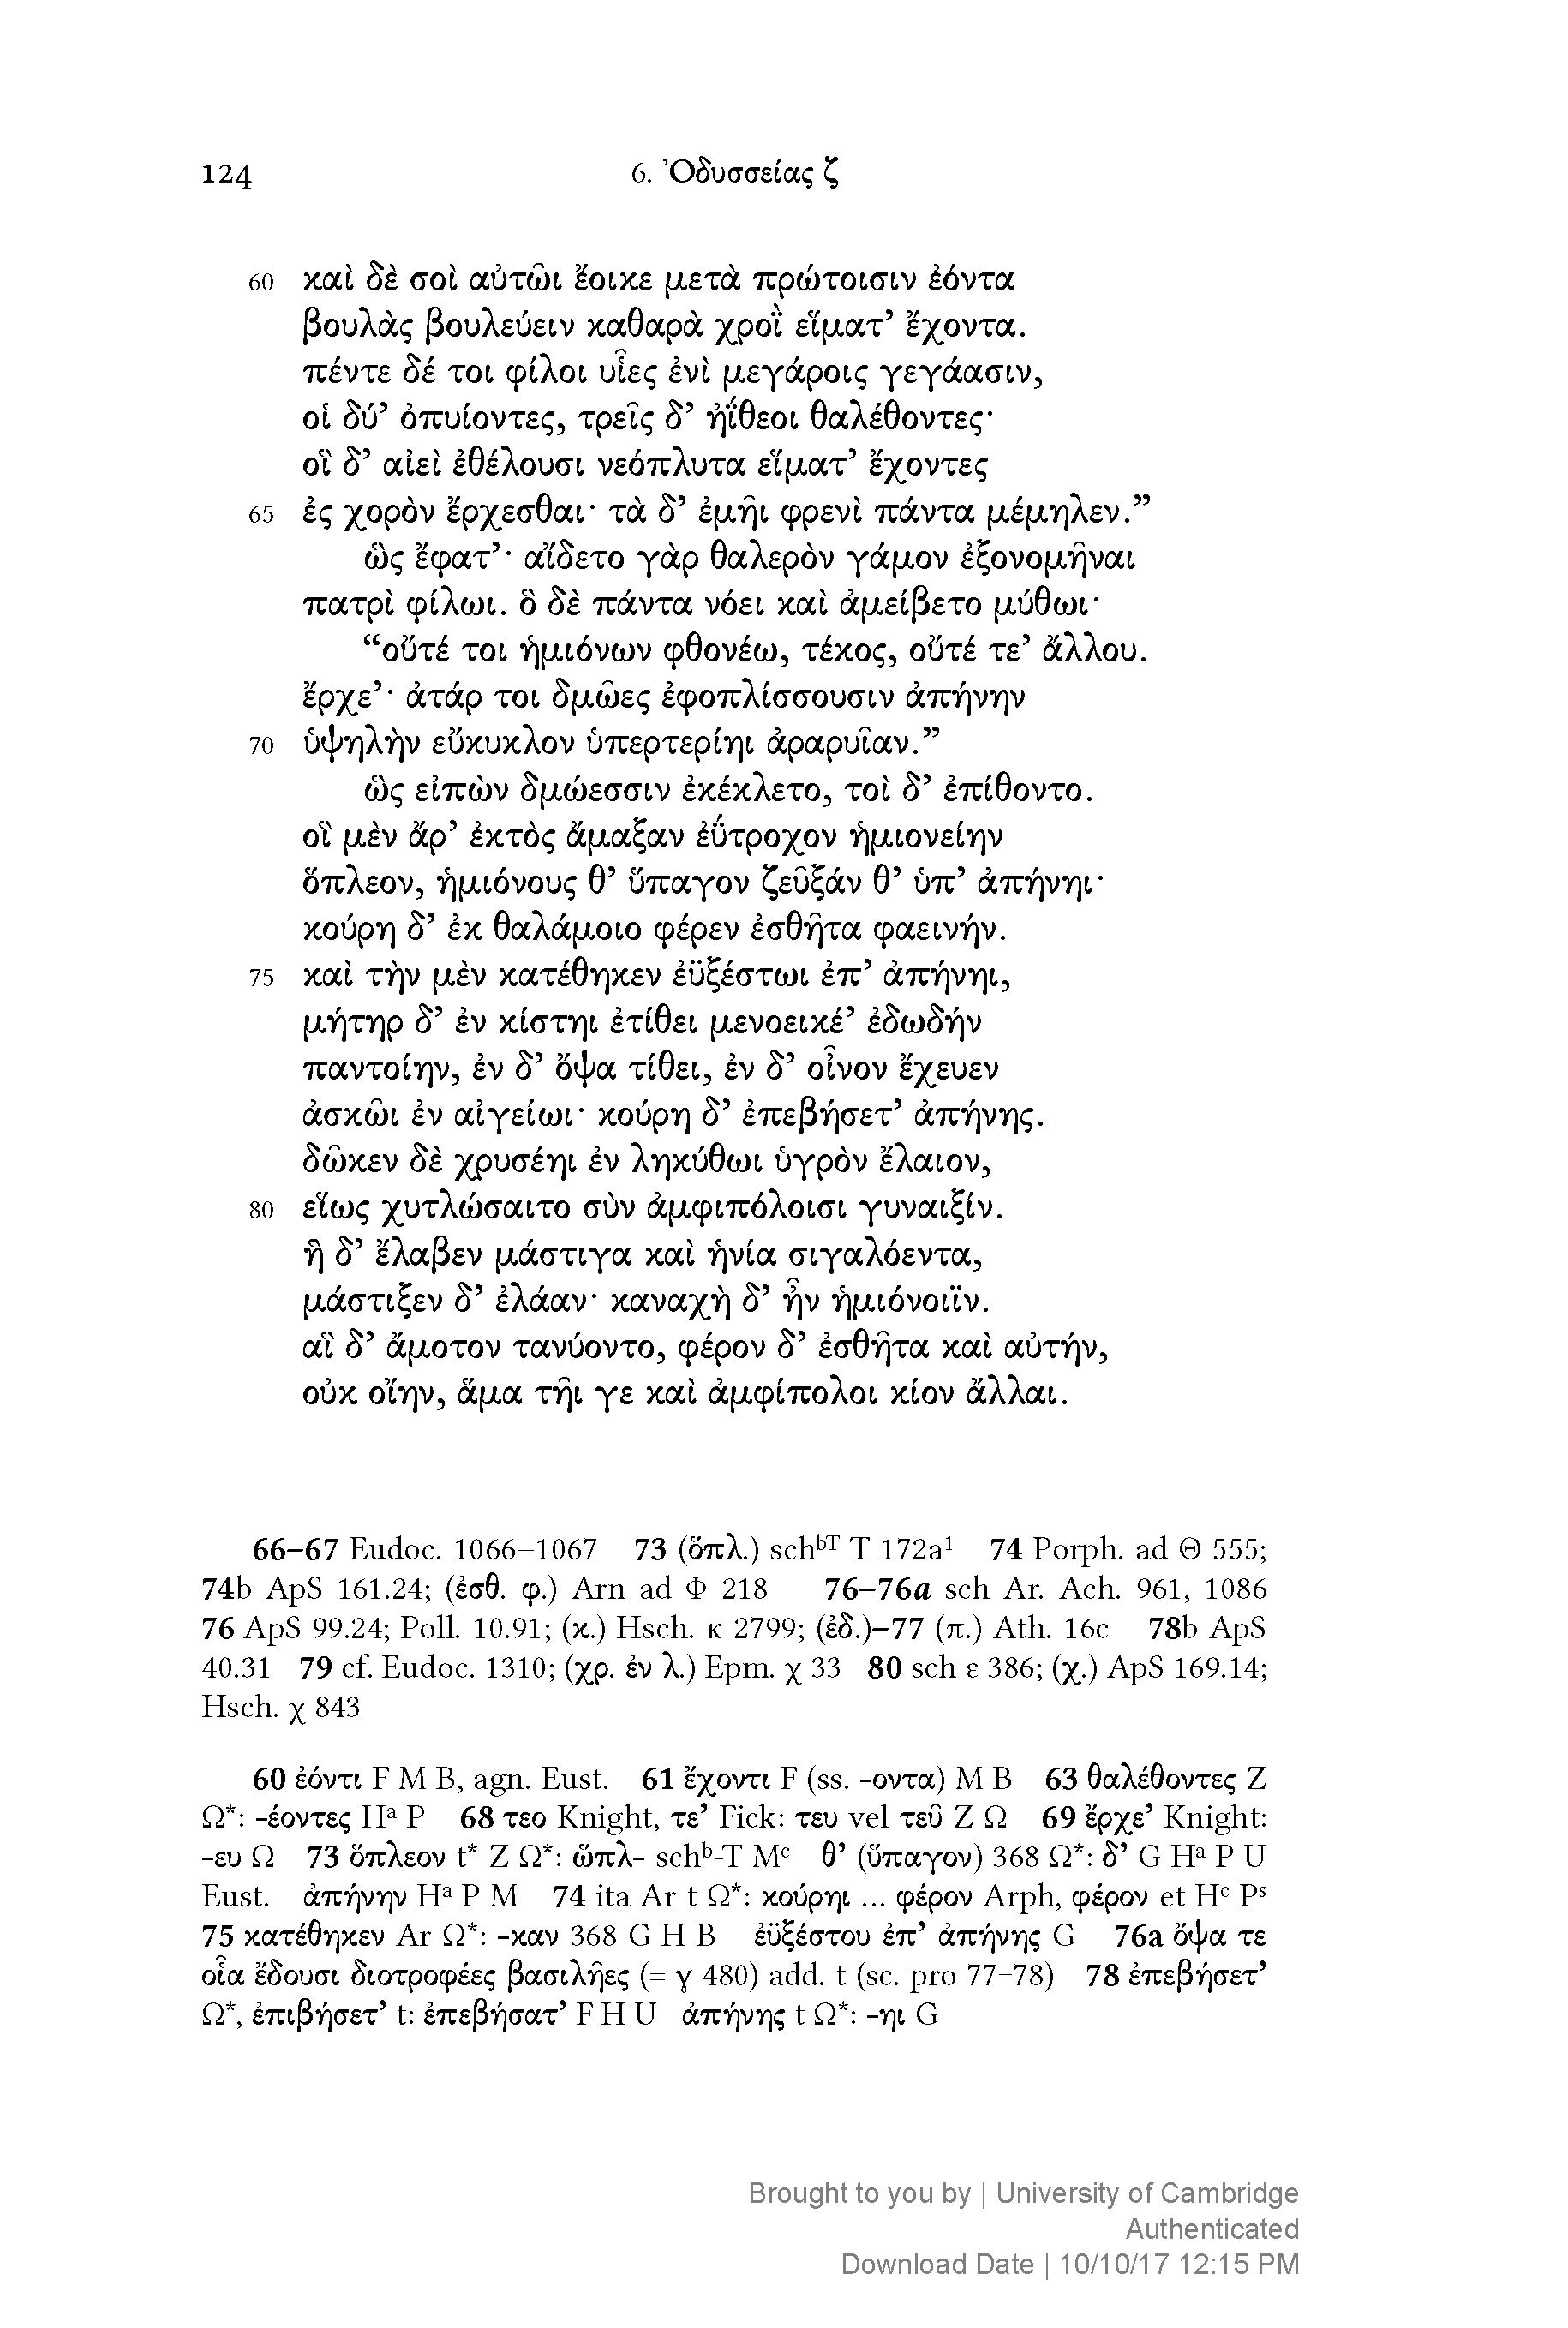 124 6. Ὀδυσσείας ζ
60 καὶ δὲ σοὶ αὐτῶι ἔοικε μετὰ πρώτοισιν ἐόντα
βουλὰς βουλεύειν καθαρὰ χροῒ εἵματ’ ἔχοντα.
πέντε δέ τοι φίλοι υἷες ἐνὶ μεγάροις γεγάασιν,
οἱ δύ’ ὀπυίοντες, τρεῖς δ’ ἠΐθεοι θαλέθοντες·
οἳ δ’ αἰεὶ ἐθέλουσι νεόπλυτα εἵματ’ ἔχοντες
65 ἐς χορὸν ἔρχεσθαι· τὰ δ’ ἐμῆι φρενὶ πάντα μέμηλεν.”
ὣς ἔφατ’· αἴδετο γὰρ θαλερὸν γάμον ἐξονομῆναι
πατρὶ φίλωι. ὃ δὲ πάντα νόει καὶ ἀμείβετο μύθωι·
“οὔτέ τοι ἡμιόνων φθονέω, τέκος, οὔτέ τε’ ἄλλου.
ἔρχε’· ἀτάρ τοι δμῶες ἐφοπλίσσουσιν ἀπήνην
70 ὑψηλὴν εὔκυκλον ὑπερτερίηι ἀραρυῖαν.”
ὣς εἰπὼν δμώεσσιν ἐκέκλετο, τοὶ δ’ ἐπίθοντο.
οἳ μὲν ἄρ’ ἐκτὸς ἄμαξαν ἐΰτροχον ἡμιονείην
ὅπλεον, ἡμιόνους θ’ ὕπαγον ζεῦξάν θ’ ὑπ’ ἀπήνηι·
κούρη δ’ ἐκ θαλάμοιο φέρεν ἐσθῆτα φαεινήν.
75 καὶ τὴν μὲν κατέθηκεν ἐϋξέστωι ἐπ’ ἀπήνηι,
μήτηρ δ’ ἐν κίστηι ἐτίθει μενοεικέ’ ἐδωδήν
παντοίην, ἐν δ’ ὄψα τίθει, ἐν δ’ οἶνον ἔχευεν
ἀσκῶι ἐν αἰγείωι· κούρη δ’ ἐπεβήσετ’ ἀπήνης.
δῶκεν δὲ χρυσέηι ἐν ληκύθωι ὑγρὸν ἔλαιον,
80 εἵως χυτλώσαιτο σὺν ἀμφιπόλοισι γυναιξίν.
ἣ δ’ ἔλαβεν μάστιγα καὶ ἡνία σιγαλόεντα,
μάστιξεν δ’ ἐλάαν· καναχὴ δ’ ἦν ἡμιόνοιϊν.
αἳ δ’ ἄμοτον τανύοντο, φέρον δ’ ἐσθῆτα καὶ αὐτήν,
οὐκ οἴην, ἅμα τῆι γε καὶ ἀμφίπολοι κίον ἄλλαι.
66–67 Eudoc. 1066–1067 73 (ὅπλ.) schᵇᵀ T 172a¹ 74 Porph. ad Θ 555;
74b ApS 161.24; (ἐσθ. φ.) Arn ad Φ 218 76–76a sch Ar. Ach. 961, 1086
76 ApS 99.24; Poll. 10.91; (κ.) Hsch. κ 2799; (ἐδ.)–77 (π.) Ath. 16c 78b ApS
40.31 79 cf. Eudoc. 1310; (χρ. ἐν λ.) Epm. χ 33 80 sch ε 386; (χ.) ApS 169.14;
Hsch. χ 843
60 ἐόντι F M B, agn. Eust. 61 ἔχοντι F (ss. -οντα) M B 63 θαλέθοντες Z
Ω*: -έοντες Hᵃ P 68 τεο Knight, τε’ Fick: τευ vel τεῦ Z Ω 69 ἔρχε’ Knight:
-ευ Ω 73 ὅπλεον t* Z Ω*: ὥπλ- schᵇ-T Mᶜ θ’ (ὕπαγον) 368 Ω*: δ’ G Hᵃ P U
Eust. ἀπήνην Hᵃ P M 74 ita Ar t Ω*: κούρηι ... φέρον Arph, φέρον et Hᶜ Pˢ
75 κατέθηκεν Ar Ω*: -καν 368 G H B ἐϋξέστου ἐπ’ ἀπήνης G 76a ὄψα τε
οἷα ἔδουσι διοτροφέες βασιλῆες (= γ 480) add. t (sc. pro 77–78) 78 ἐπεβήσετ’
Ω*, ἐπιβήσετ’ t: ἐπεβήσατ’ F H U ἀπήνης t Ω*: -ηι G
Brought to you by | University of Cambridge
Authenticated
Download Date | 10/10/17 12:15 PM